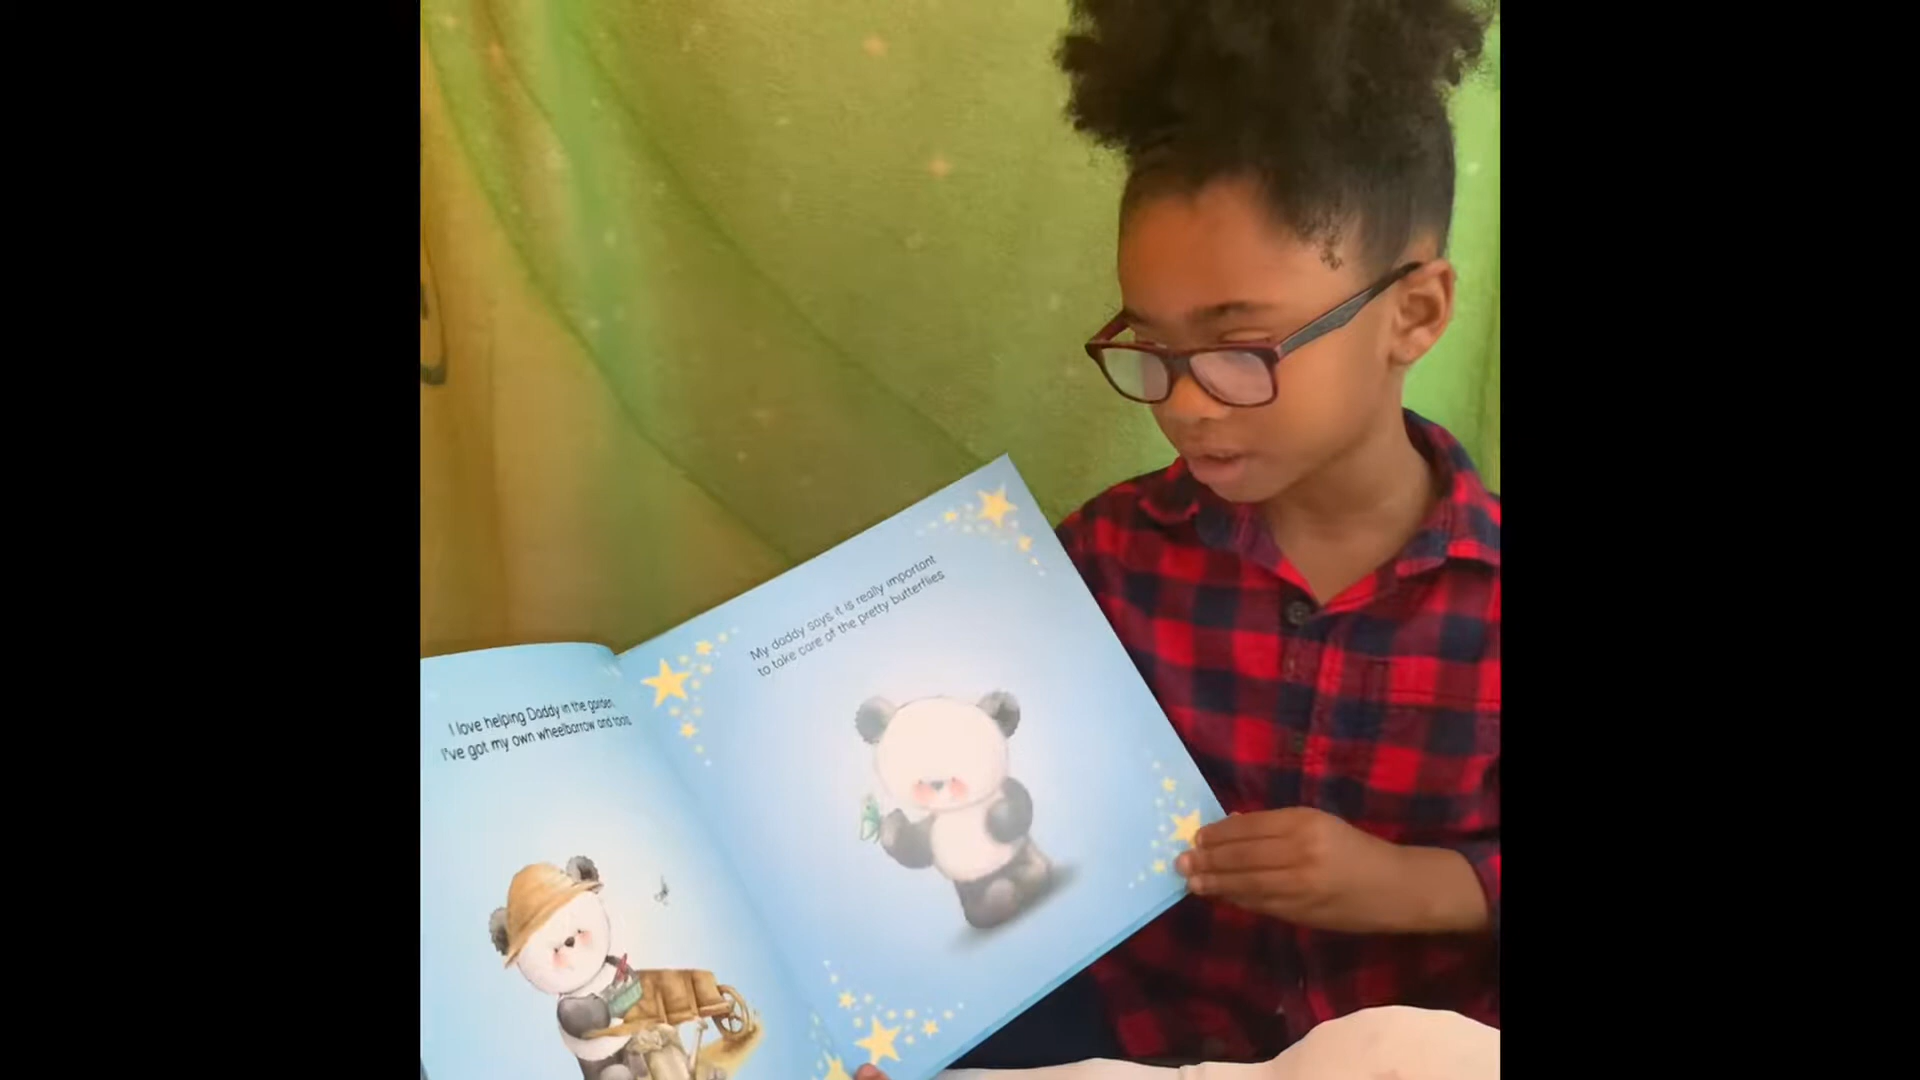 I love helping Daddy in the garden,
I've got my own wheelbarrow and tools.
My daddy says, it is really important
to take care of the pretty butterflies.